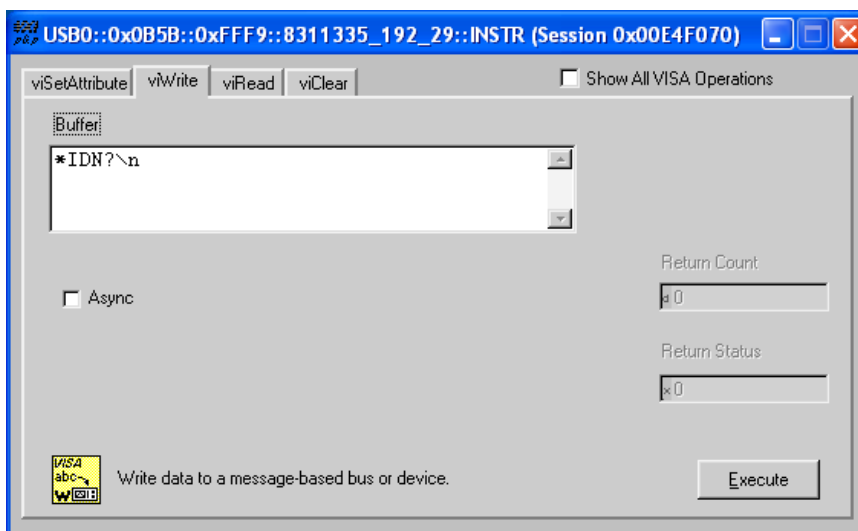 USB0::0x0B5B::0xFFF9::8311335_192_29::INSTR (Session 0x00E4F070)
viSetAttribute viWrite viRead viClear Show All VISA Operations
Buffer
*IDN?\n
Return Count
Async d 0
Return Status
x 0
VISA
abc
W
Write data to a message-based bus or device. Execute